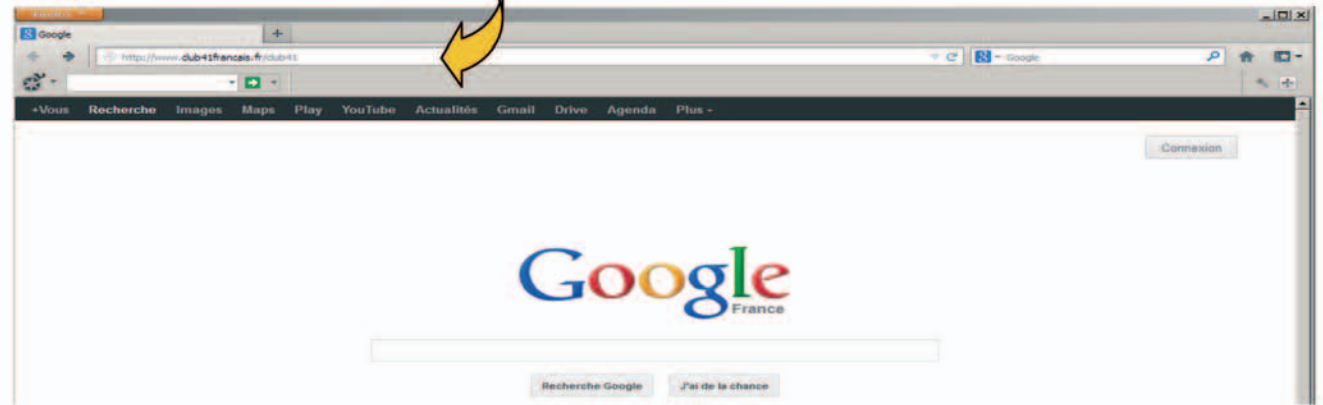 Google
http://www.club41francais.fr/club41
Google
+Vous Recherche Images Maps Play YouTube Actualités Gmail Drive Agenda Plus
Connexion
Google
France
Recherche Google J'ai de la chance